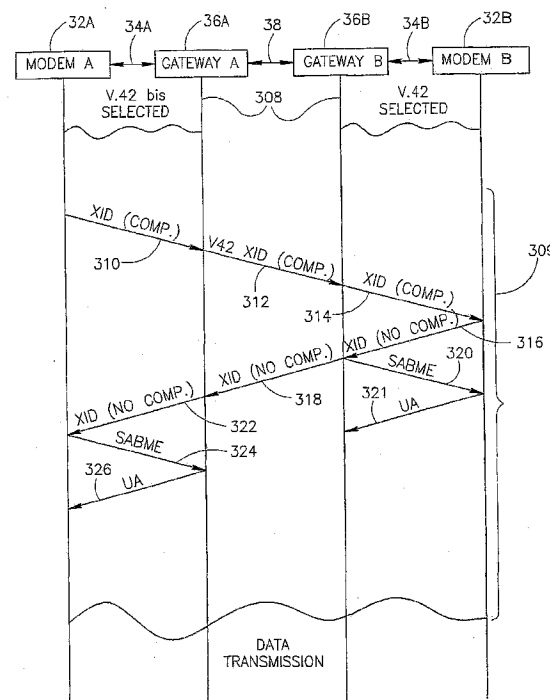 32A
34A
36A
38
36B
34B
32B
MODEM A
GATEWAY A
GATEWAY B
MODEM B
V.42 bis
SELECTED
308
V.42
SELECTED
XID (COMP.)
310
V42 XID (COMP.)
312
XID (COMP.)
314
309
XID (NO COMP.)
316
SABME
320
XID (NO COMP.)
318
321
UA
XID (NO COMP.)
322
SABME
324
326
UA
DATA
TRANSMISSION